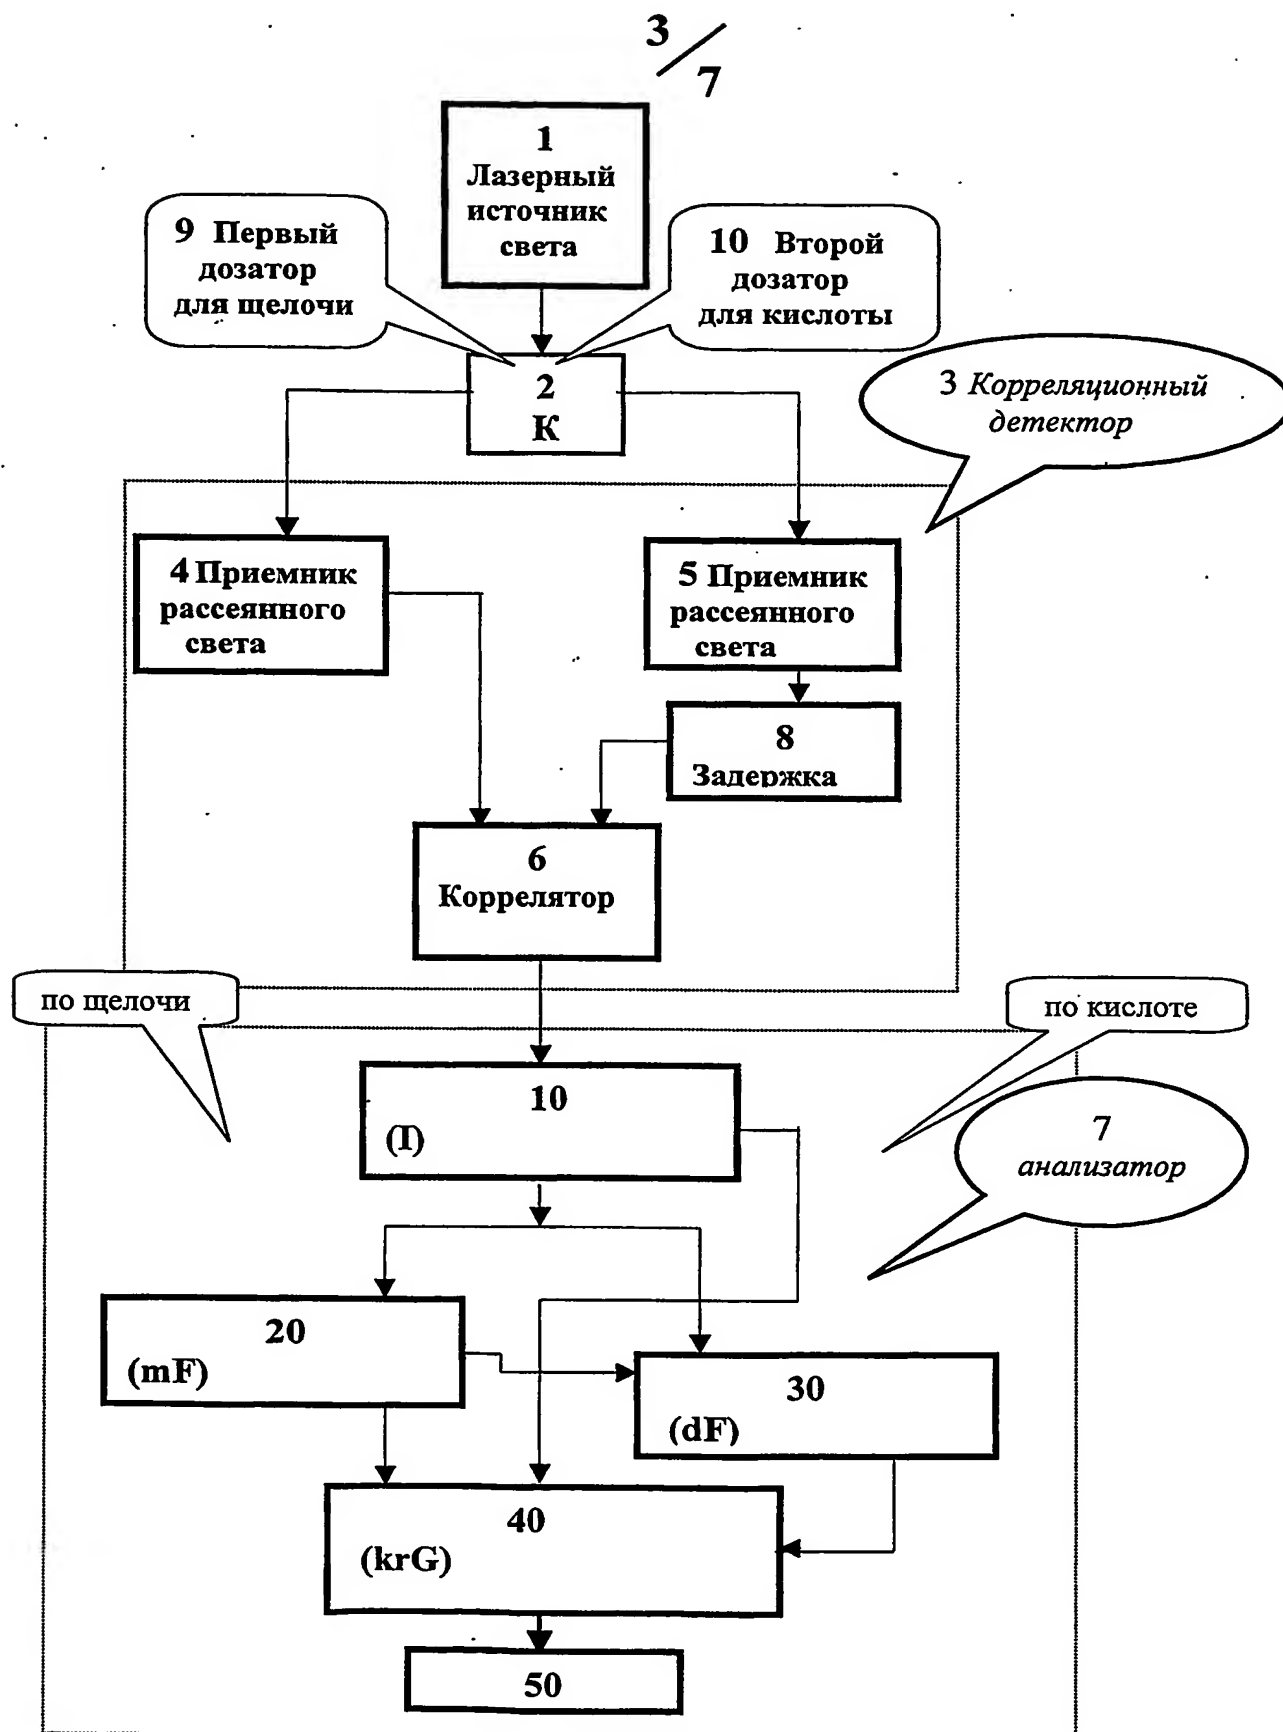 3/7
1
Лазерный
источник
света
9 Первый
дозатор
для щелочи
10 Второй
дозатор
для кислоты
2
К
3 Корреляционный
детектор
4 Приемник
рассеянного
света
5 Приемник
рассеянного
света
8
Задержка
6
Коррелятор
по щелочи
по кислоте
10
(I)
7
анализатор
20
(mF)
30
(dF)
40
(krG)
50